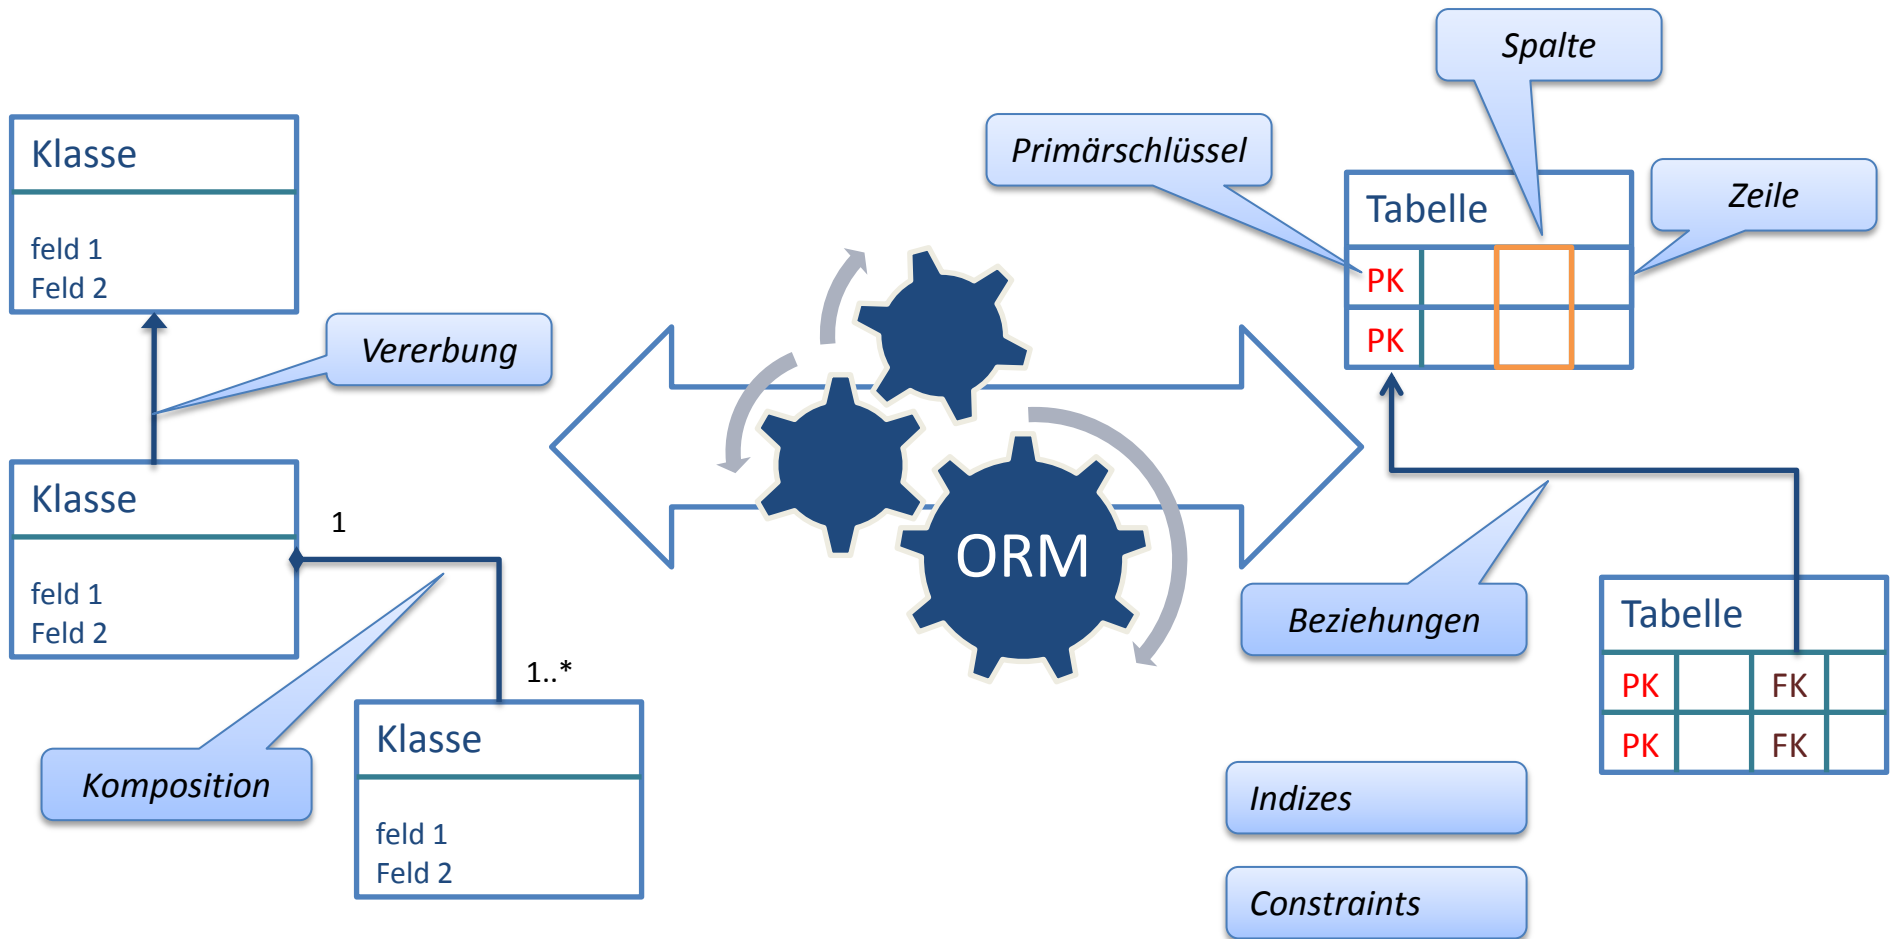 Klasse
feld 1
Feld 2
Vererbung
Klasse
feld 1
Feld 2
1
1..*
Komposition
Klasse
feld 1
Feld 2
ORM
Spalte
Primärschlüssel
Zeile
Tabelle
PK
PK
Beziehungen
Tabelle
PK FK
PK FK
Indizes
Constraints